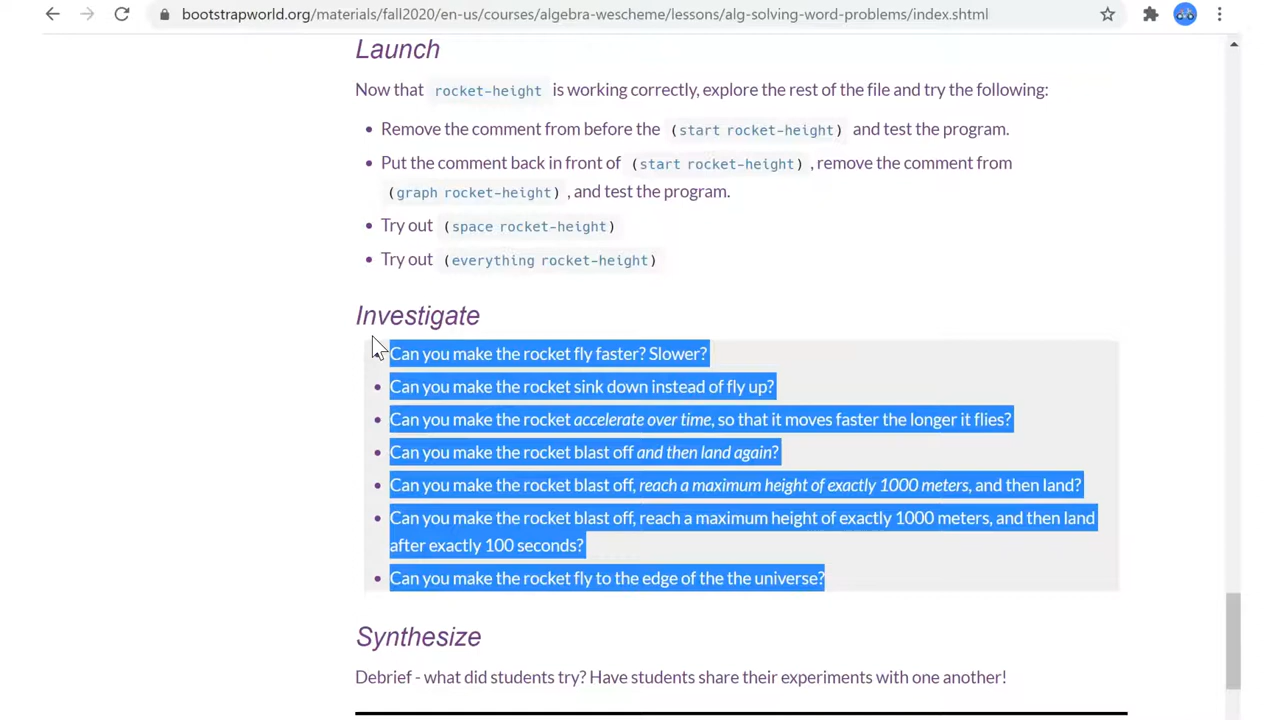 bootstrapworld.org/materials/fall2020/en-us/courses/algebra-wescheme/lessons/alg-solving-word-problems/index.shtml
Launch
Now that rocket-height is working correctly, explore the rest of the file and try the following:
• Remove the comment from before the (start rocket-height) and test the program.
• Put the comment back in front of (start rocket-height) , remove the comment from
(graph rocket-height) , and test the program.
• Try out (space rocket-height)
• Try out (everything rocket-height)
Investigate
• Can you make the rocket fly faster? Slower?
• Can you make the rocket sink down instead of fly up?
• Can you make the rocket accelerate over time, so that it moves faster the longer it flies?
• Can you make the rocket blast off and then land again?
• Can you make the rocket blast off, reach a maximum height of exactly 1000 meters, and then land?
• Can you make the rocket blast off, reach a maximum height of exactly 1000 meters, and then land
after exactly 100 seconds?
• Can you make the rocket fly to the edge of the the universe?
Synthesize
Debrief - what did students try? Have students share their experiments with one another!